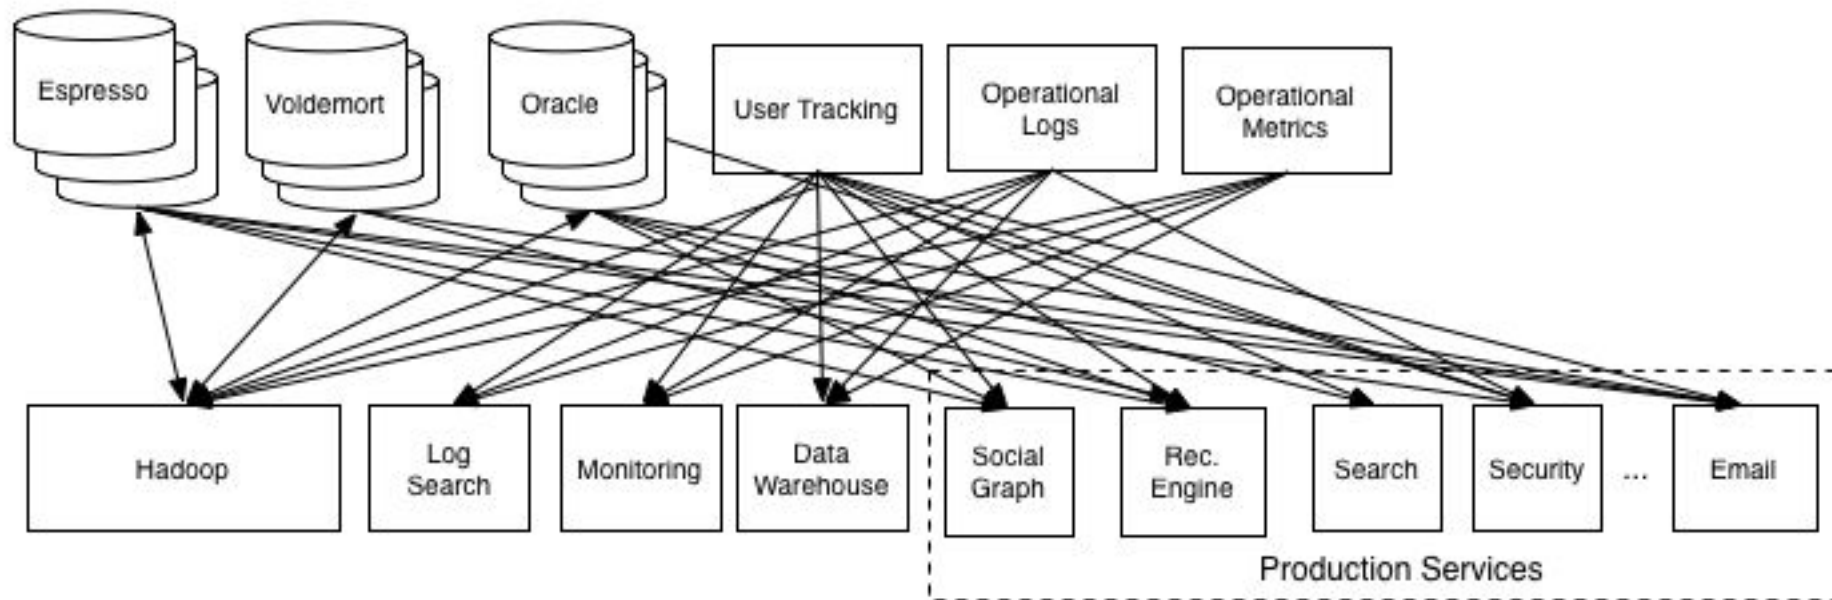 Espresso
Voldemort
Oracle
User Tracking
Operational
Logs
Operational
Metrics
Hadoop
Log
Search
Monitoring
Data
Warehouse
Social
Graph
Rec.
Engine
Search
Security
...
Email
Production Services